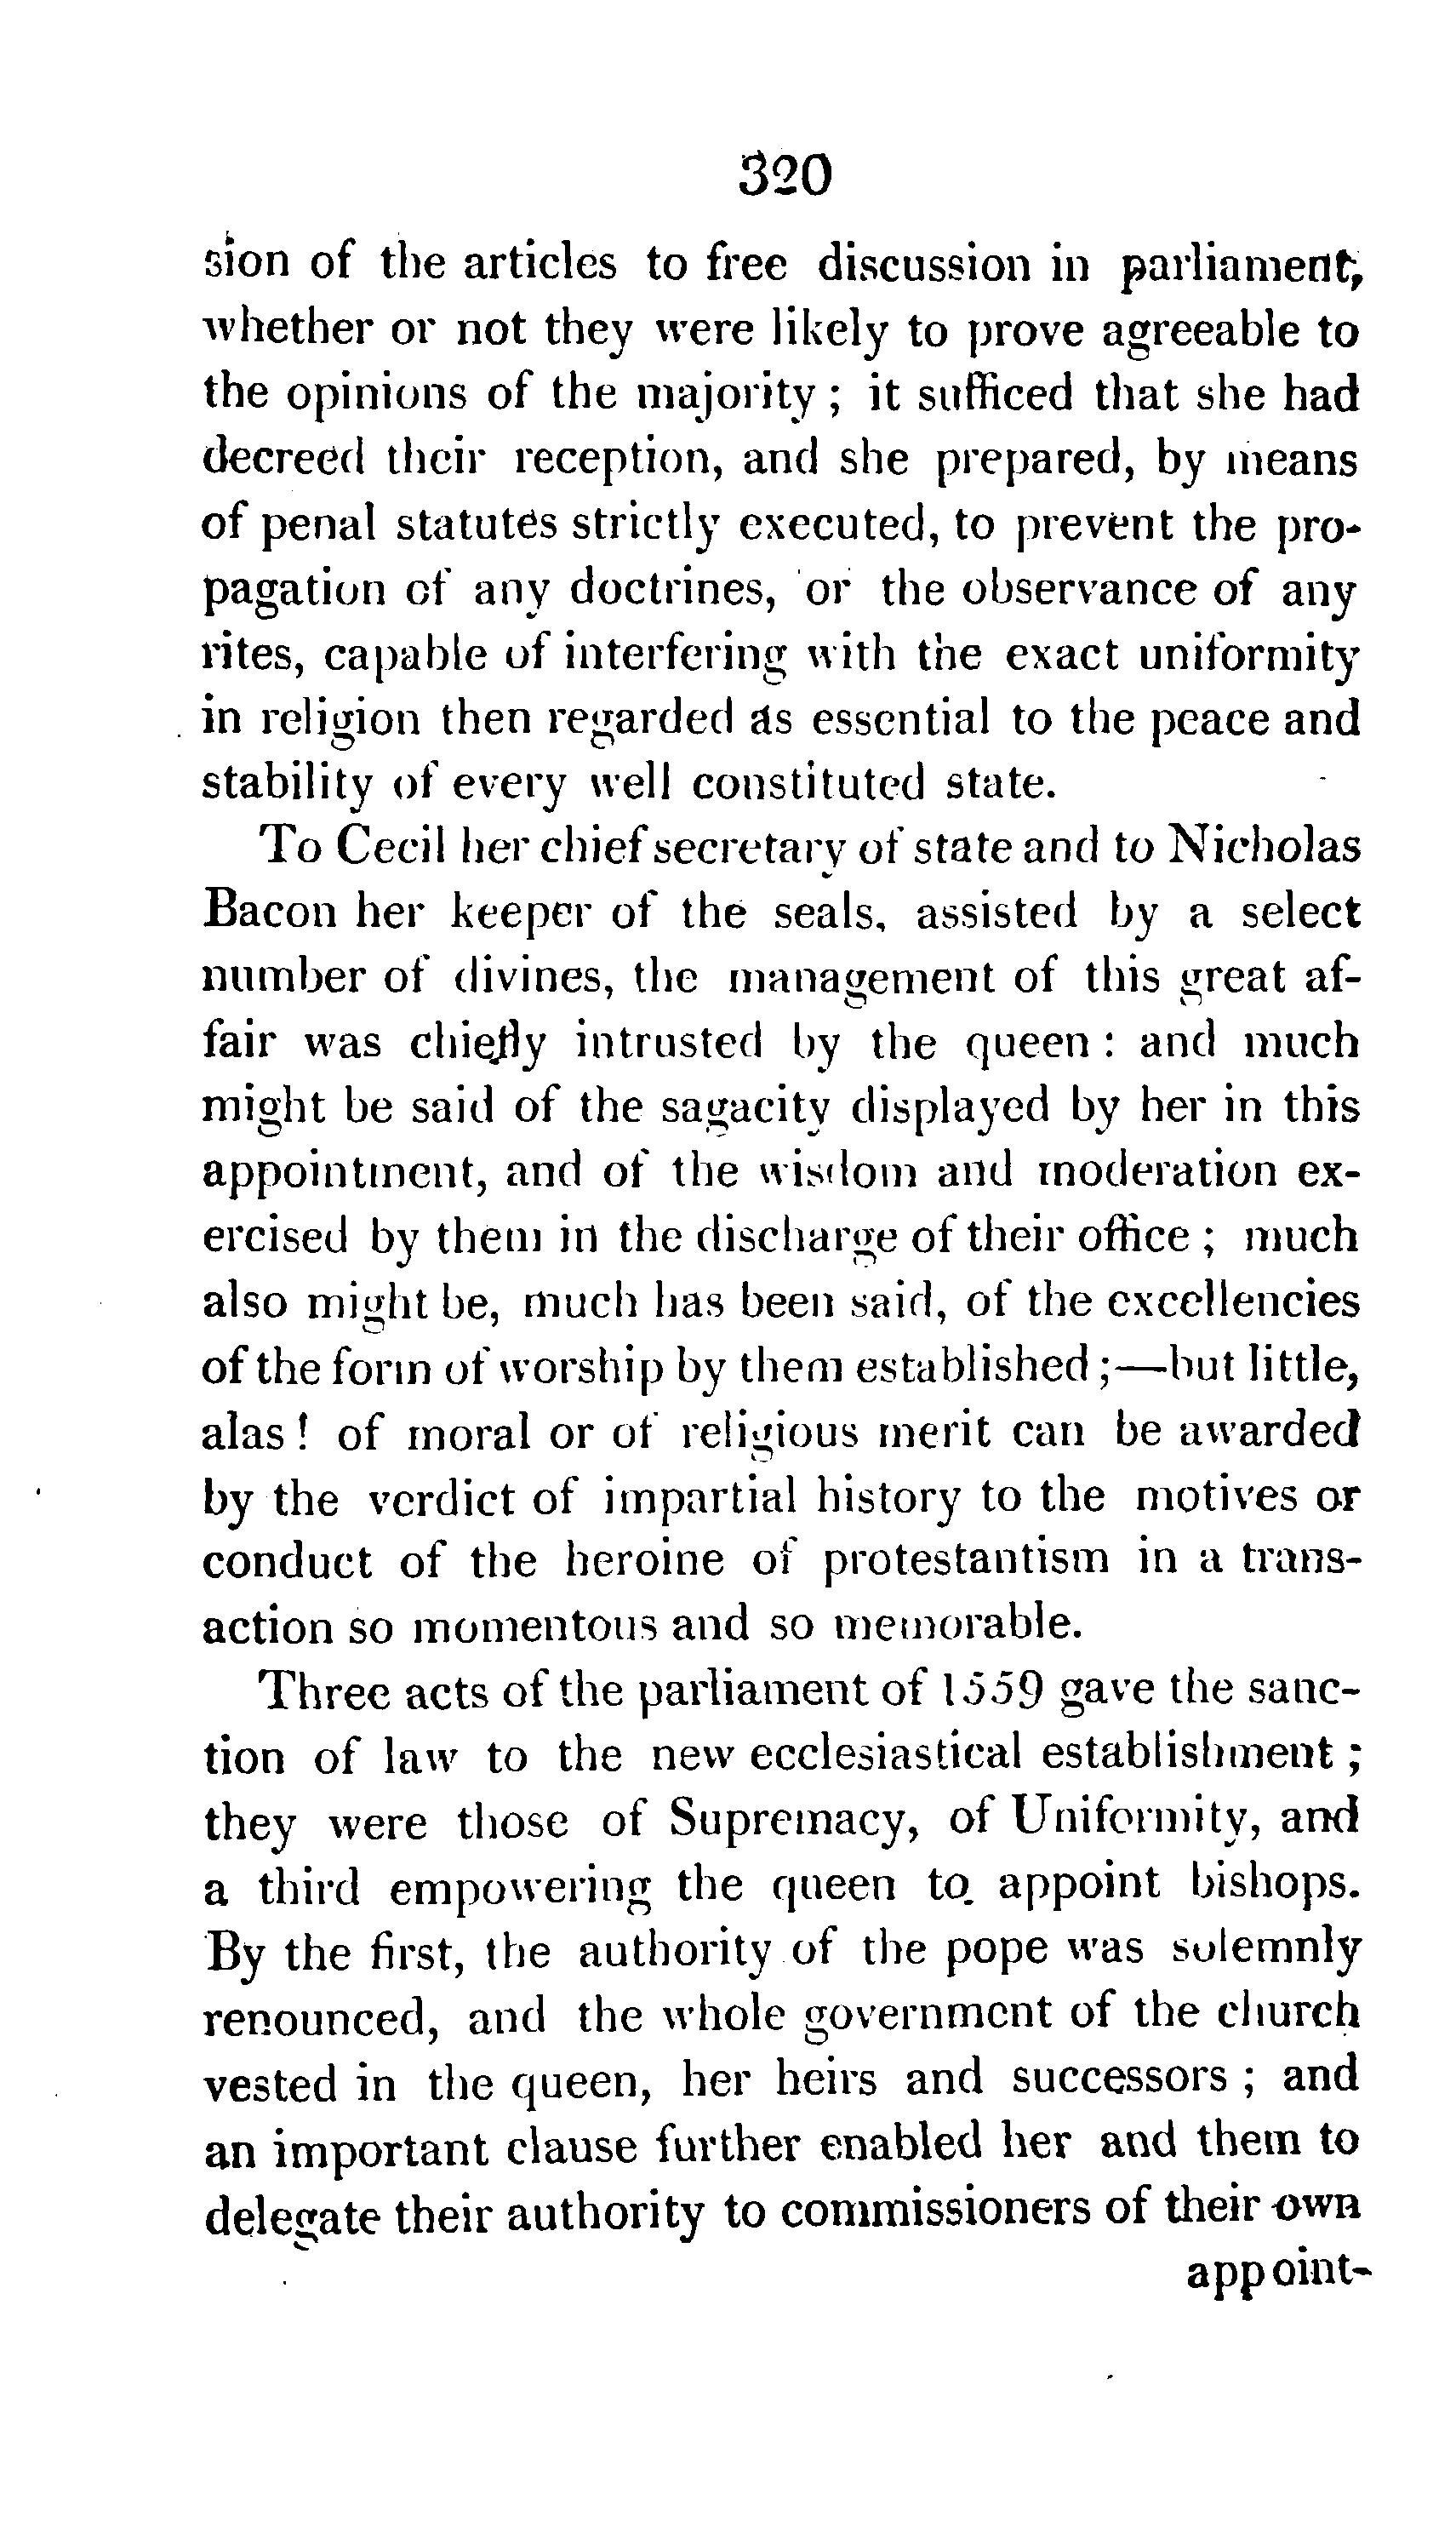 320
sion of the articles to free discussion in parliament,
whether or not they were likely to prove agreeable to
the opinions of the majority ; it sufficed that she had
decreed their reception, and she prepared, by means
of penal statutes strictly executed, to prevent the pro-
pagation of any doctrines, or the observance of any
rites, capable of interfering with the exact uniformity
in religion then regarded as essential to the peace and
stability of every well constituted state.
To Cecil her chief secretary of state and to Nicholas
Bacon her keeper of the seals, assisted by a select
number of divines, the management of this great af-
fair was chiefly intrusted by the queen : and much
might be said of the sagacity displayed by her in this
appointment, and of the wisdom and moderation ex-
ercised by them in the discharge of their office ; much
also might be, much has been said, of the excellencies
of the form of worship by them established ;—but little,
alas ! of moral or of religious merit can be awarded
by the verdict of impartial history to the motives or
conduct of the heroine of protestantism in a trans-
action so momentous and so memorable.
Three acts of the parliament of 1559 gave the sanc-
tion of law to the new ecclesiastical establishment ;
they were those of Supremacy, of Uniformity, and
a third empowering the queen to appoint bishops.
By the first, the authority of the pope was solemnly
renounced, and the whole government of the church
vested in the queen, her heirs and successors ; and
an important clause further enabled her and them to
delegate their authority to commissioners of their own
appoint-